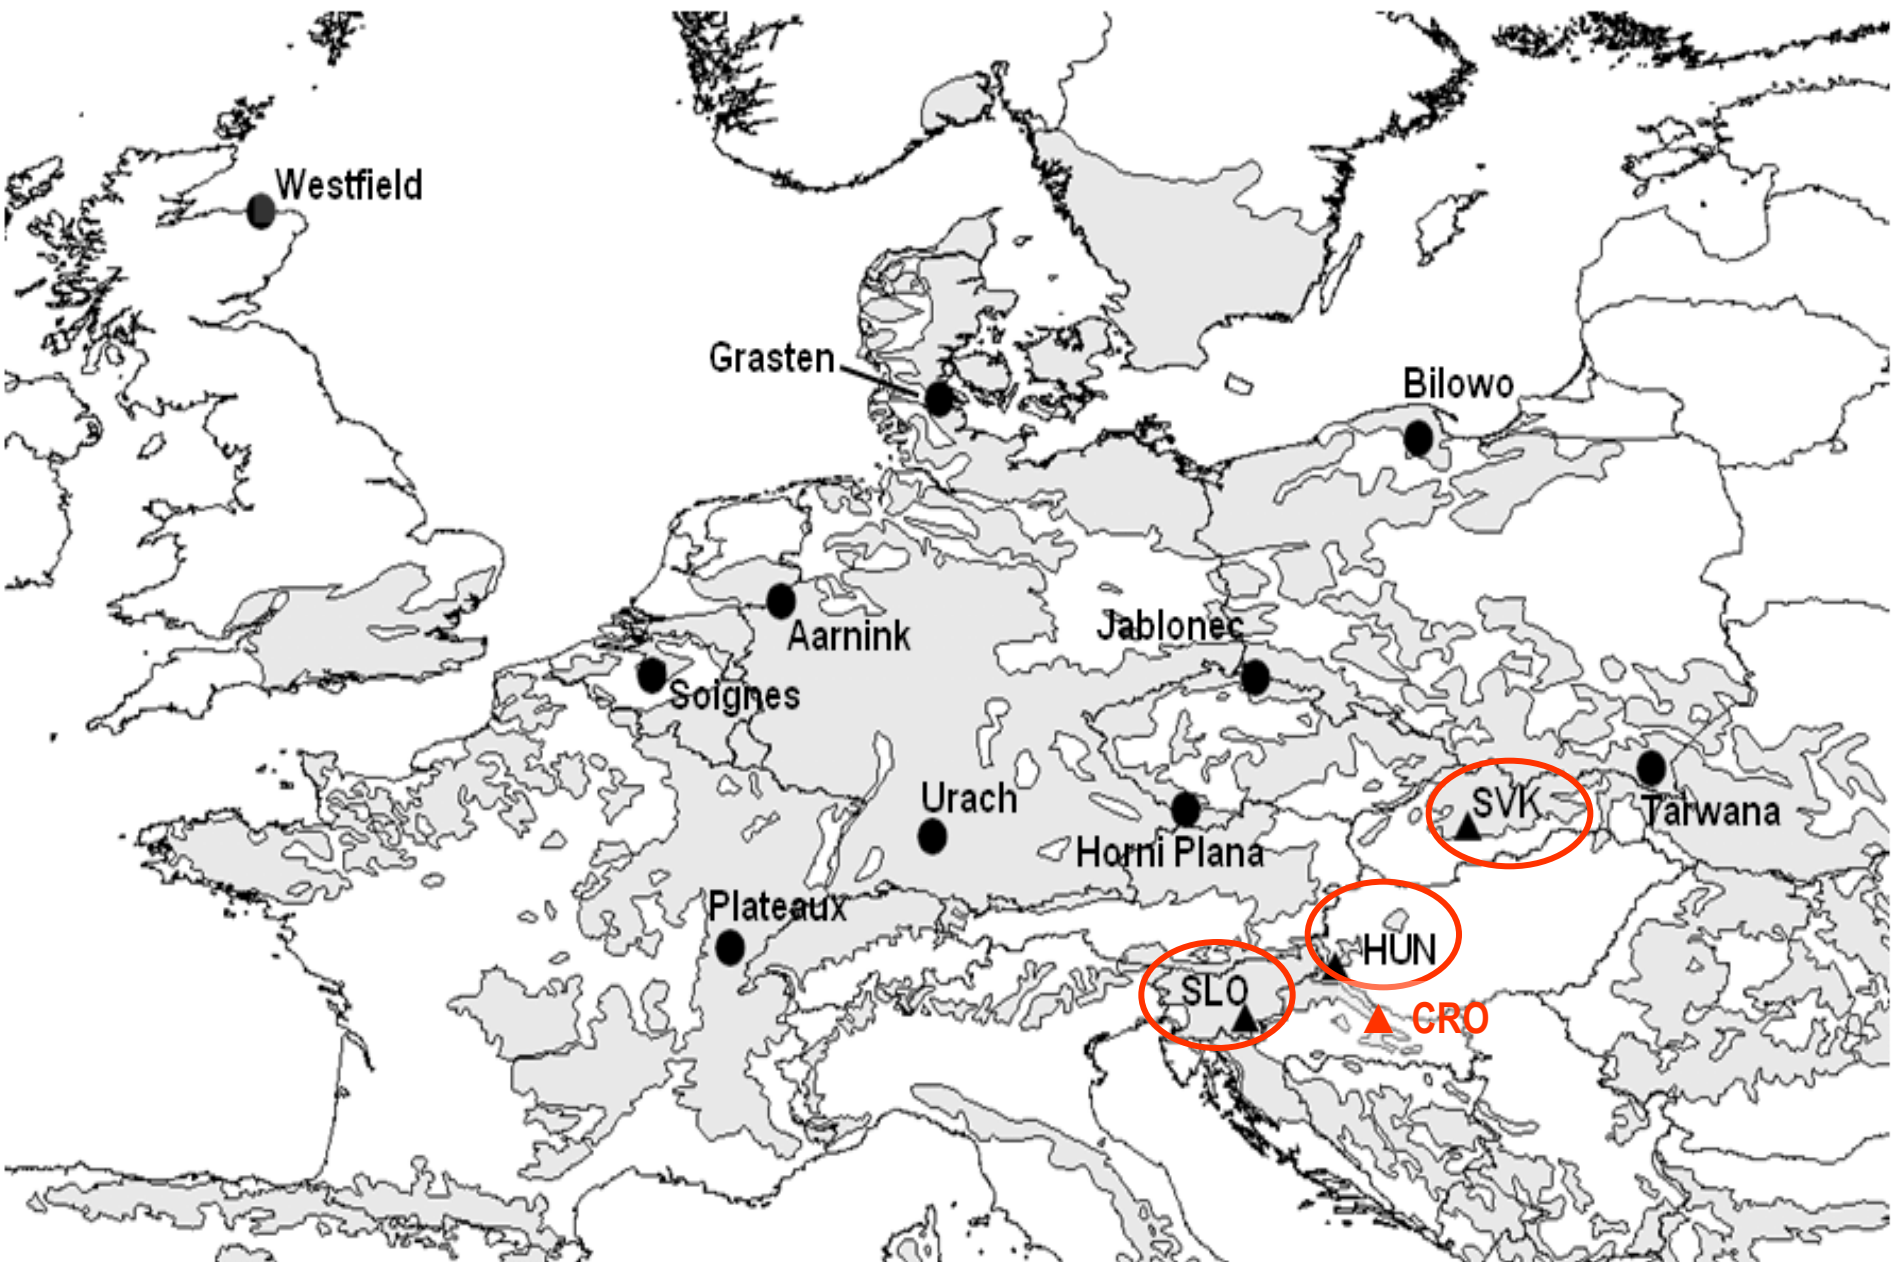 Westfield
Grasten
Bilowo
Jablonec
Aarnink
Soignes
Urach
SVK
Tarwana
Horni Plana
Plateaux
HUN
SLO
CRO